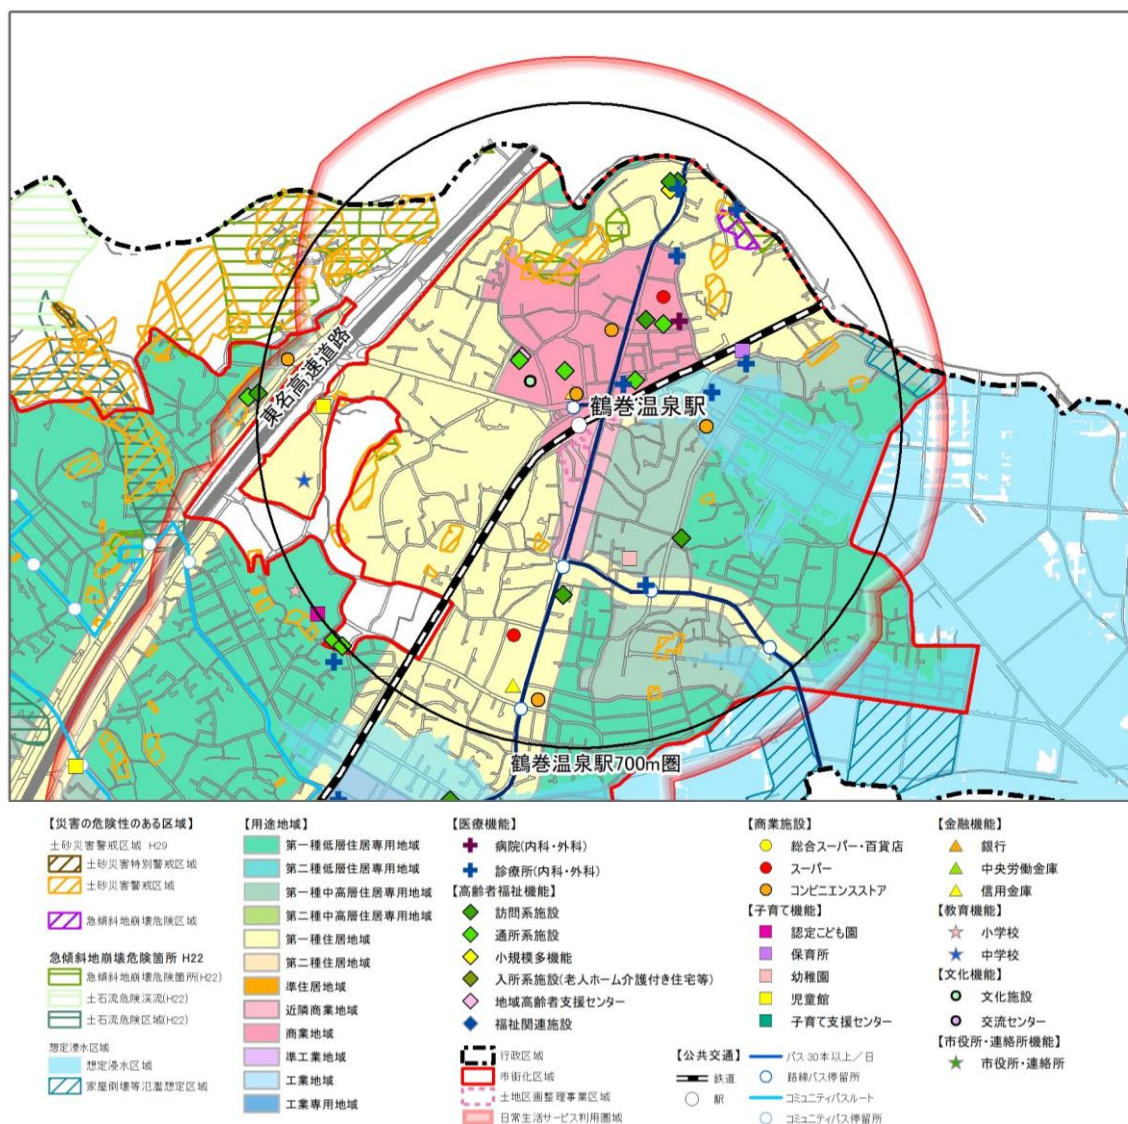 東名高速道路
鶴巻温泉駅
鶴巻温泉駅700m圏
【災害の危険性のある区域】
土砂災害警戒区域 H29
土砂災害特別警戒区域
土砂災害警戒区域
急傾斜地崩壊危険区域
急傾斜地崩壊危険箇所 H22
急傾斜地崩壊危険箇所(H22)
土石流危険渓流(H22)
土石流危険区域(H22)
想定浸水区域
想定浸水区域
家屋倒壊等氾濫想定区域
【用途地域】
第一種低層住居専用地域
第二種低層住居専用地域
第一種中高層住居専用地域
第二種中高層住居専用地域
第一種住居地域
第二種住居地域
準住居地域
近隣商業地域
商業地域
準工業地域
工業地域
工業専用地域
【医療機能】
病院(内科・外科)
診療所(内科・外科)
【高齢者福祉機能】
訪問系施設
通所系施設
小規模多機能
入所系施設(老人ホーム介護付き住宅等)
地域高齢者支援センター
福祉関連施設
行政区域
市街化区域
土地区画整理事業区域
日常生活サービス利用圏域
【公共交通】
鉄道
駅
バス30本以上/日
路線バス停留所
コミュニティバスルート
コミュニティバス停留所
【商業施設】
総合スーパー・百貨店
スーパー
コンビニエンスストア
【子育て機能】
認定こども園
保育所
幼稚園
児童館
子育て支援センター
【金融機能】
銀行
中央労働金庫
信用金庫
【教育機能】
小学校
中学校
【文化機能】
文化施設
交流センター
【市役所・連絡所機能】
市役所・連絡所